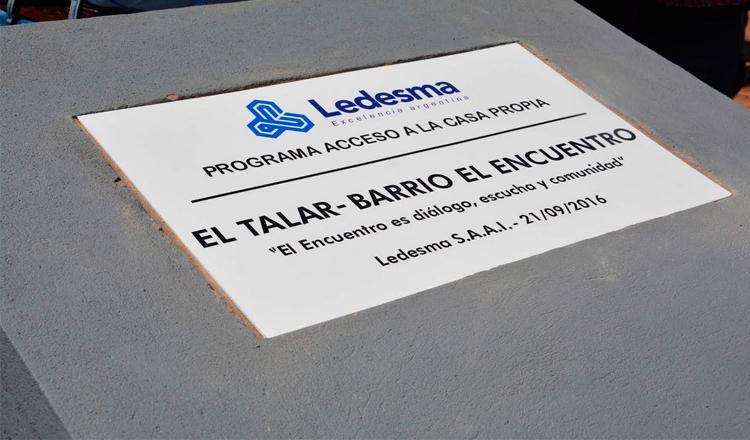 Ledesma
Excelencia argentina
PROGRAMA ACCESO A LA CASA PROPIA
EL TALAR-BARRIO EL ENCUENTRO
"El Encuentro es diálogo, escucha y comunidad"
Ledesma S.A.A.I.- 21/09/2016